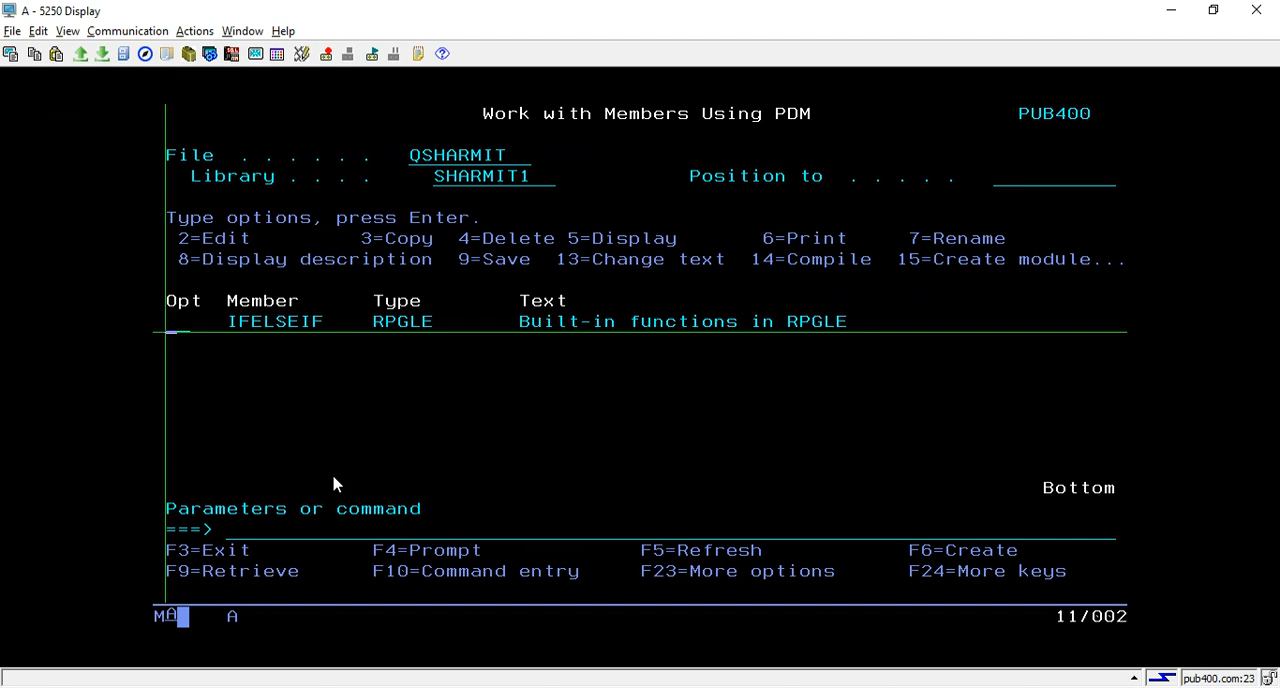 A - 5250 Display
File Edit View Communication Actions Window Help
Work with Members Using PDM PUB400
File . . . . . . QSHARMIT
Library . . . . SHARMIT1 Position to . . . . .
Type options, press Enter.
2=Edit 3=Copy 4=Delete 5=Display 6=Print 7=Rename
8=Display description 9=Save 13=Change text 14=Compile 15=Create module...
Opt Member Type Text
IFELSEIF RPGLE Built-in functions in RPGLE
Bottom
Parameters or command
===>
F3=Exit F4=Prompt F5=Refresh F6=Create
F9=Retrieve F10=Command entry F23=More options F24=More keys
MA A 11/002
pub400.com:23